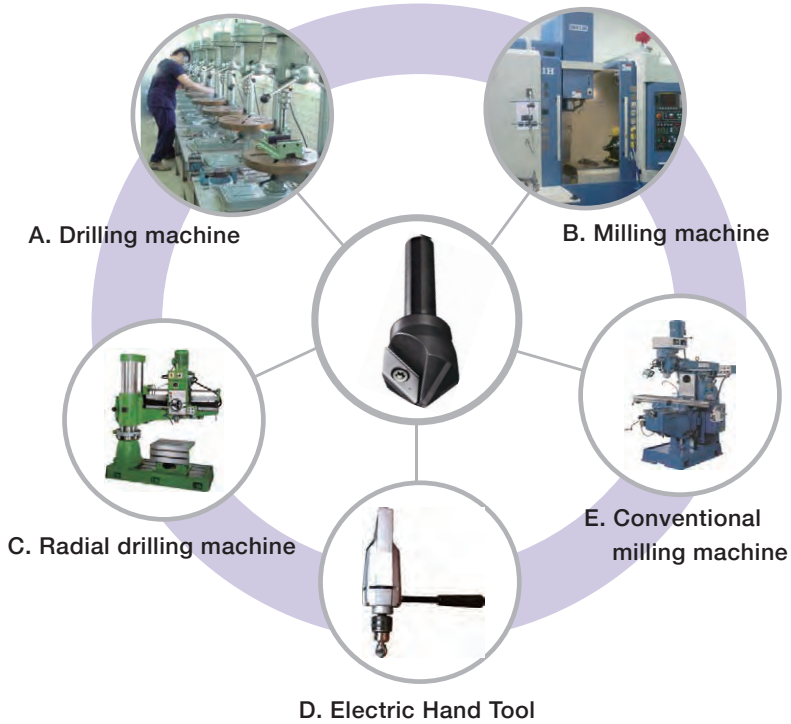 A. Drilling machine
B. Milling machine
C. Radial drilling machine
E. Conventional
milling machine
D. Electric Hand Tool